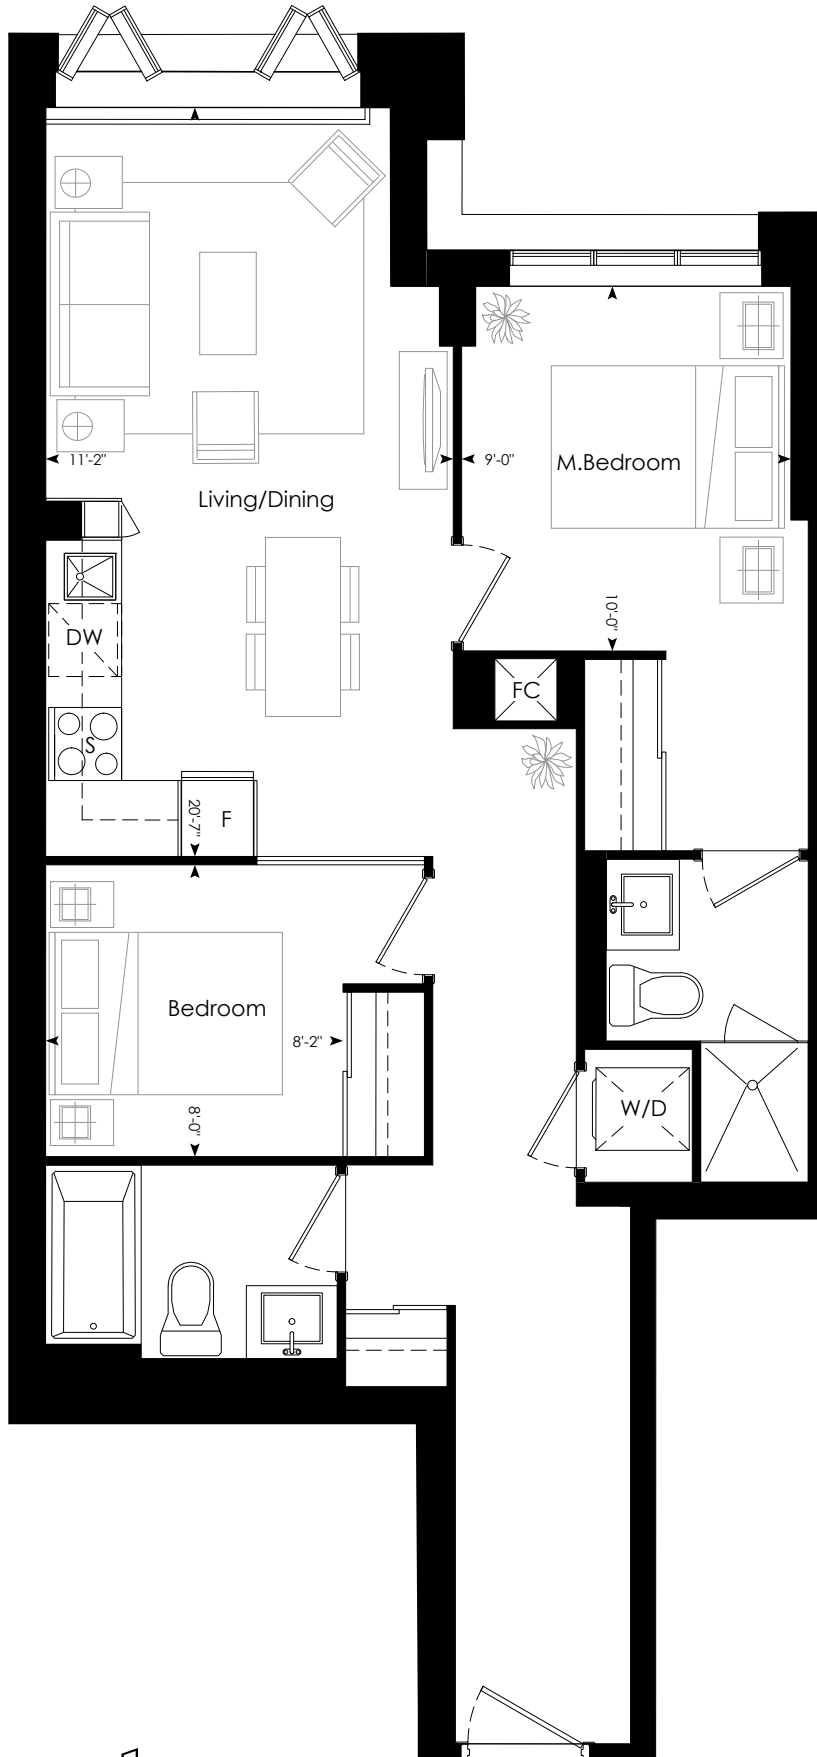 11'-2"
9'-0"
M.Bedroom
Living/Dining
10'-0"
DW
FC
S
20'-7"
F
Bedroom
8'-2"
8'-0"
W/D